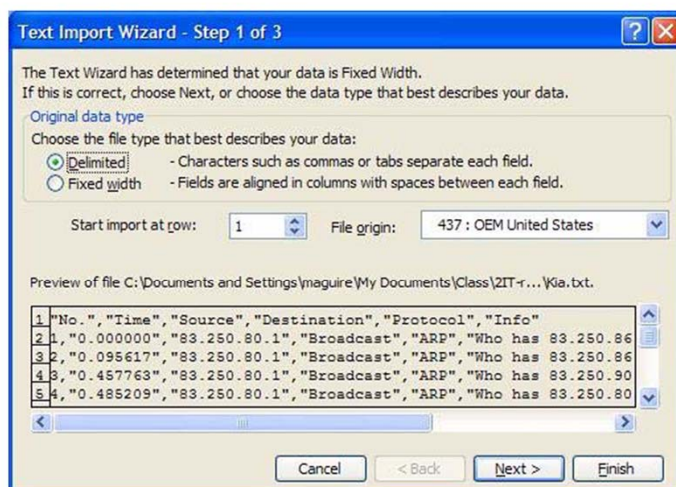 Text Import Wizard - Step 1 of 3
The Text Wizard has determined that your data is Fixed Width.
If this is correct, choose Next, or choose the data type that best describes your data.
Original data type
Choose the file type that best describes your data:
Delimited - Characters such as commas or tabs separate each field.
Fixed width - Fields are aligned in columns with spaces between each field.
Start import at row: 1 File origin: 437 : OEM United States
Preview of file C:\Documents and Settings\maguire\My Documents\Class\...\Kia.txt.
1 "No.","Time","Source","Destination","Protocol","Info"
2 1,"0.000000","83.250.80.1","Broadcast","ARP","Who has 83.250.86
3 2,"0.095617","83.250.80.1","Broadcast","ARP","Who has 83.250.86
4 3,"0.457763","83.250.80.1","Broadcast","ARP","Who has 83.250.90
5 4,"0.485209","83.250.80.1","Broadcast","ARP","Who has 83.250.80
Cancel < Back Next > Finish